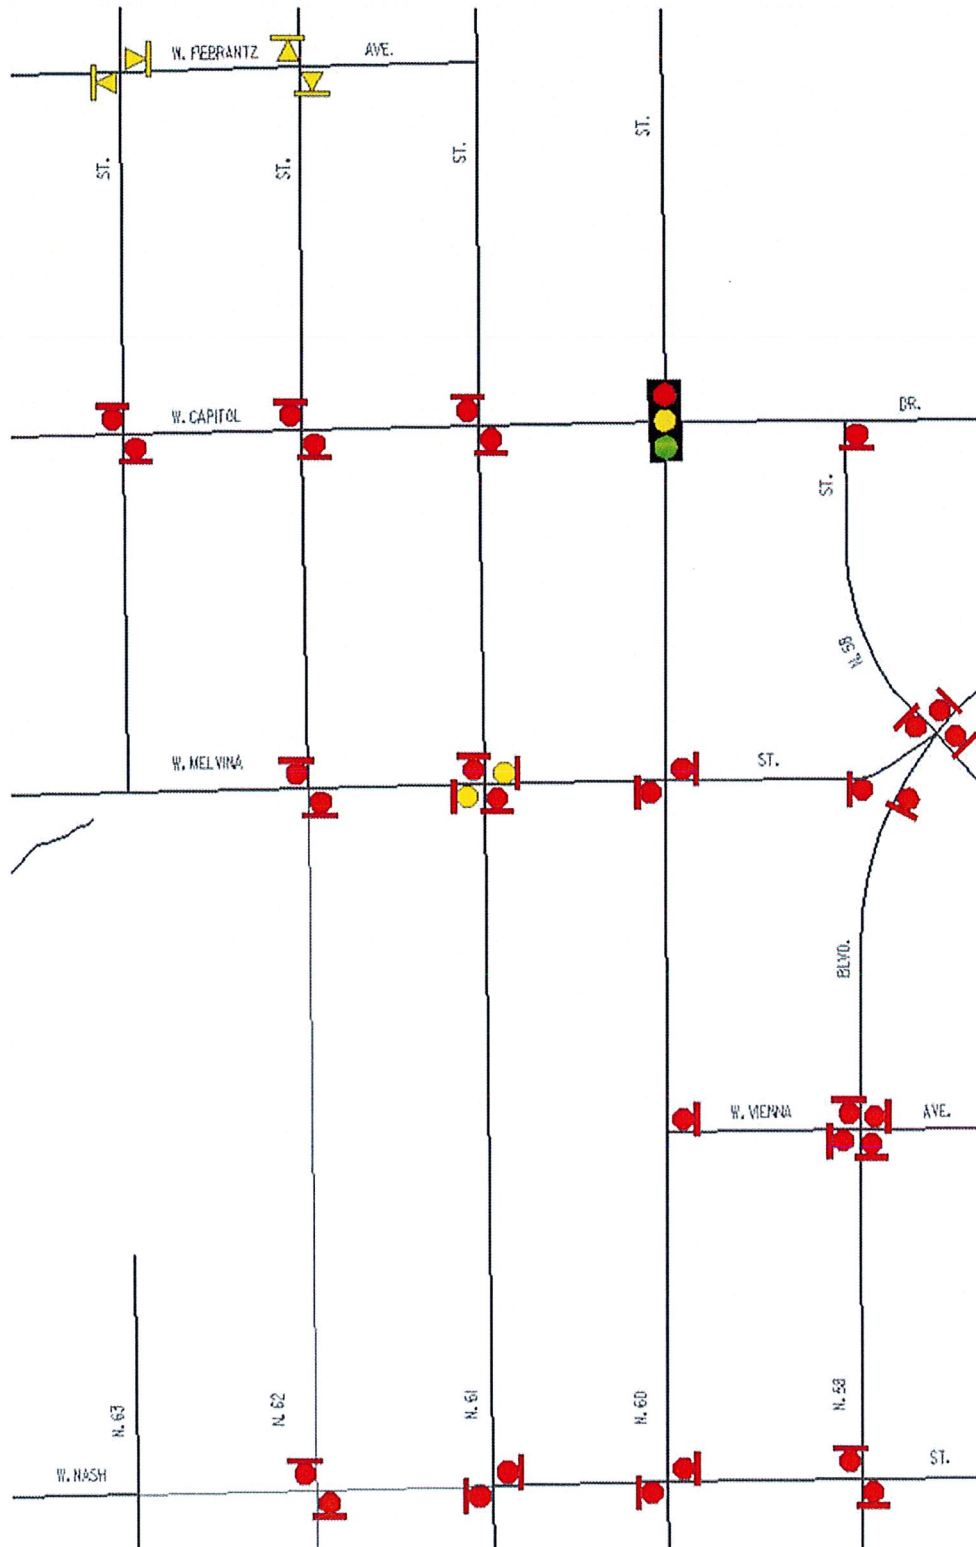 W. FIEBRANTZ AVE.
ST.
ST.
ST.
ST.
W. CAPITOL DR.
ST.
N. 58
W. MELVINA ST.
BLVD.
W. VIENNA AVE.
N. 63
N. 62
N. 61
N. 60
N. 58
W. NASH ST.